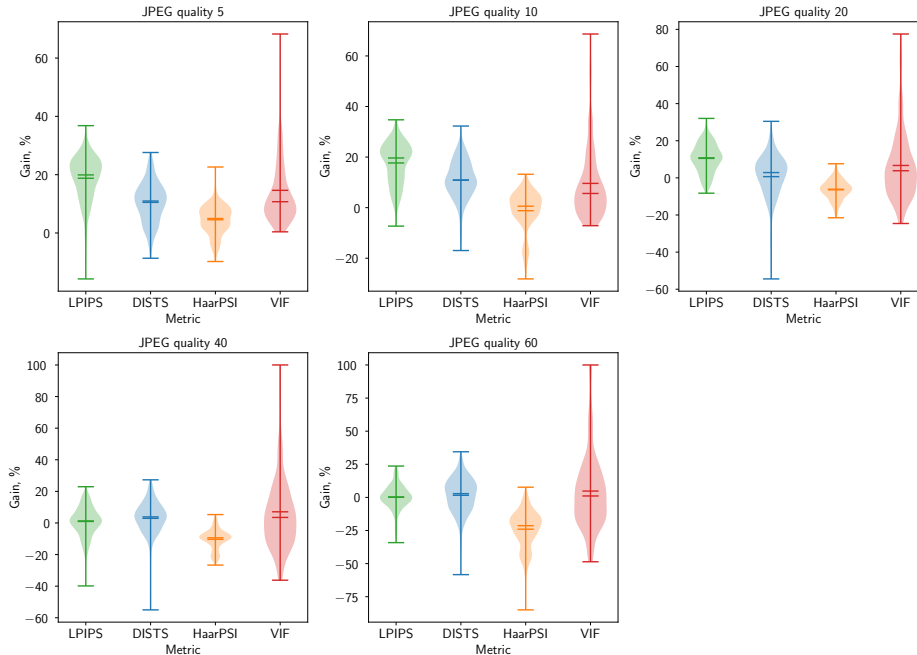 JPEG quality 5
60
40
20
0
Gain, %
LPIPS DISTS HaarPSI VIF
Metric
JPEG quality 10
60
40
20
0
−20
Gain, %
LPIPS DISTS HaarPSI VIF
Metric
JPEG quality 20
80
60
40
20
0
−20
−40
−60
Gain, %
LPIPS DISTS HaarPSI VIF
Metric
JPEG quality 40
100
80
60
40
20
0
−20
−40
−60
Gain, %
LPIPS DISTS HaarPSI VIF
Metric
JPEG quality 60
100
75
50
25
0
−25
−50
−75
Gain, %
LPIPS DISTS HaarPSI VIF
Metric